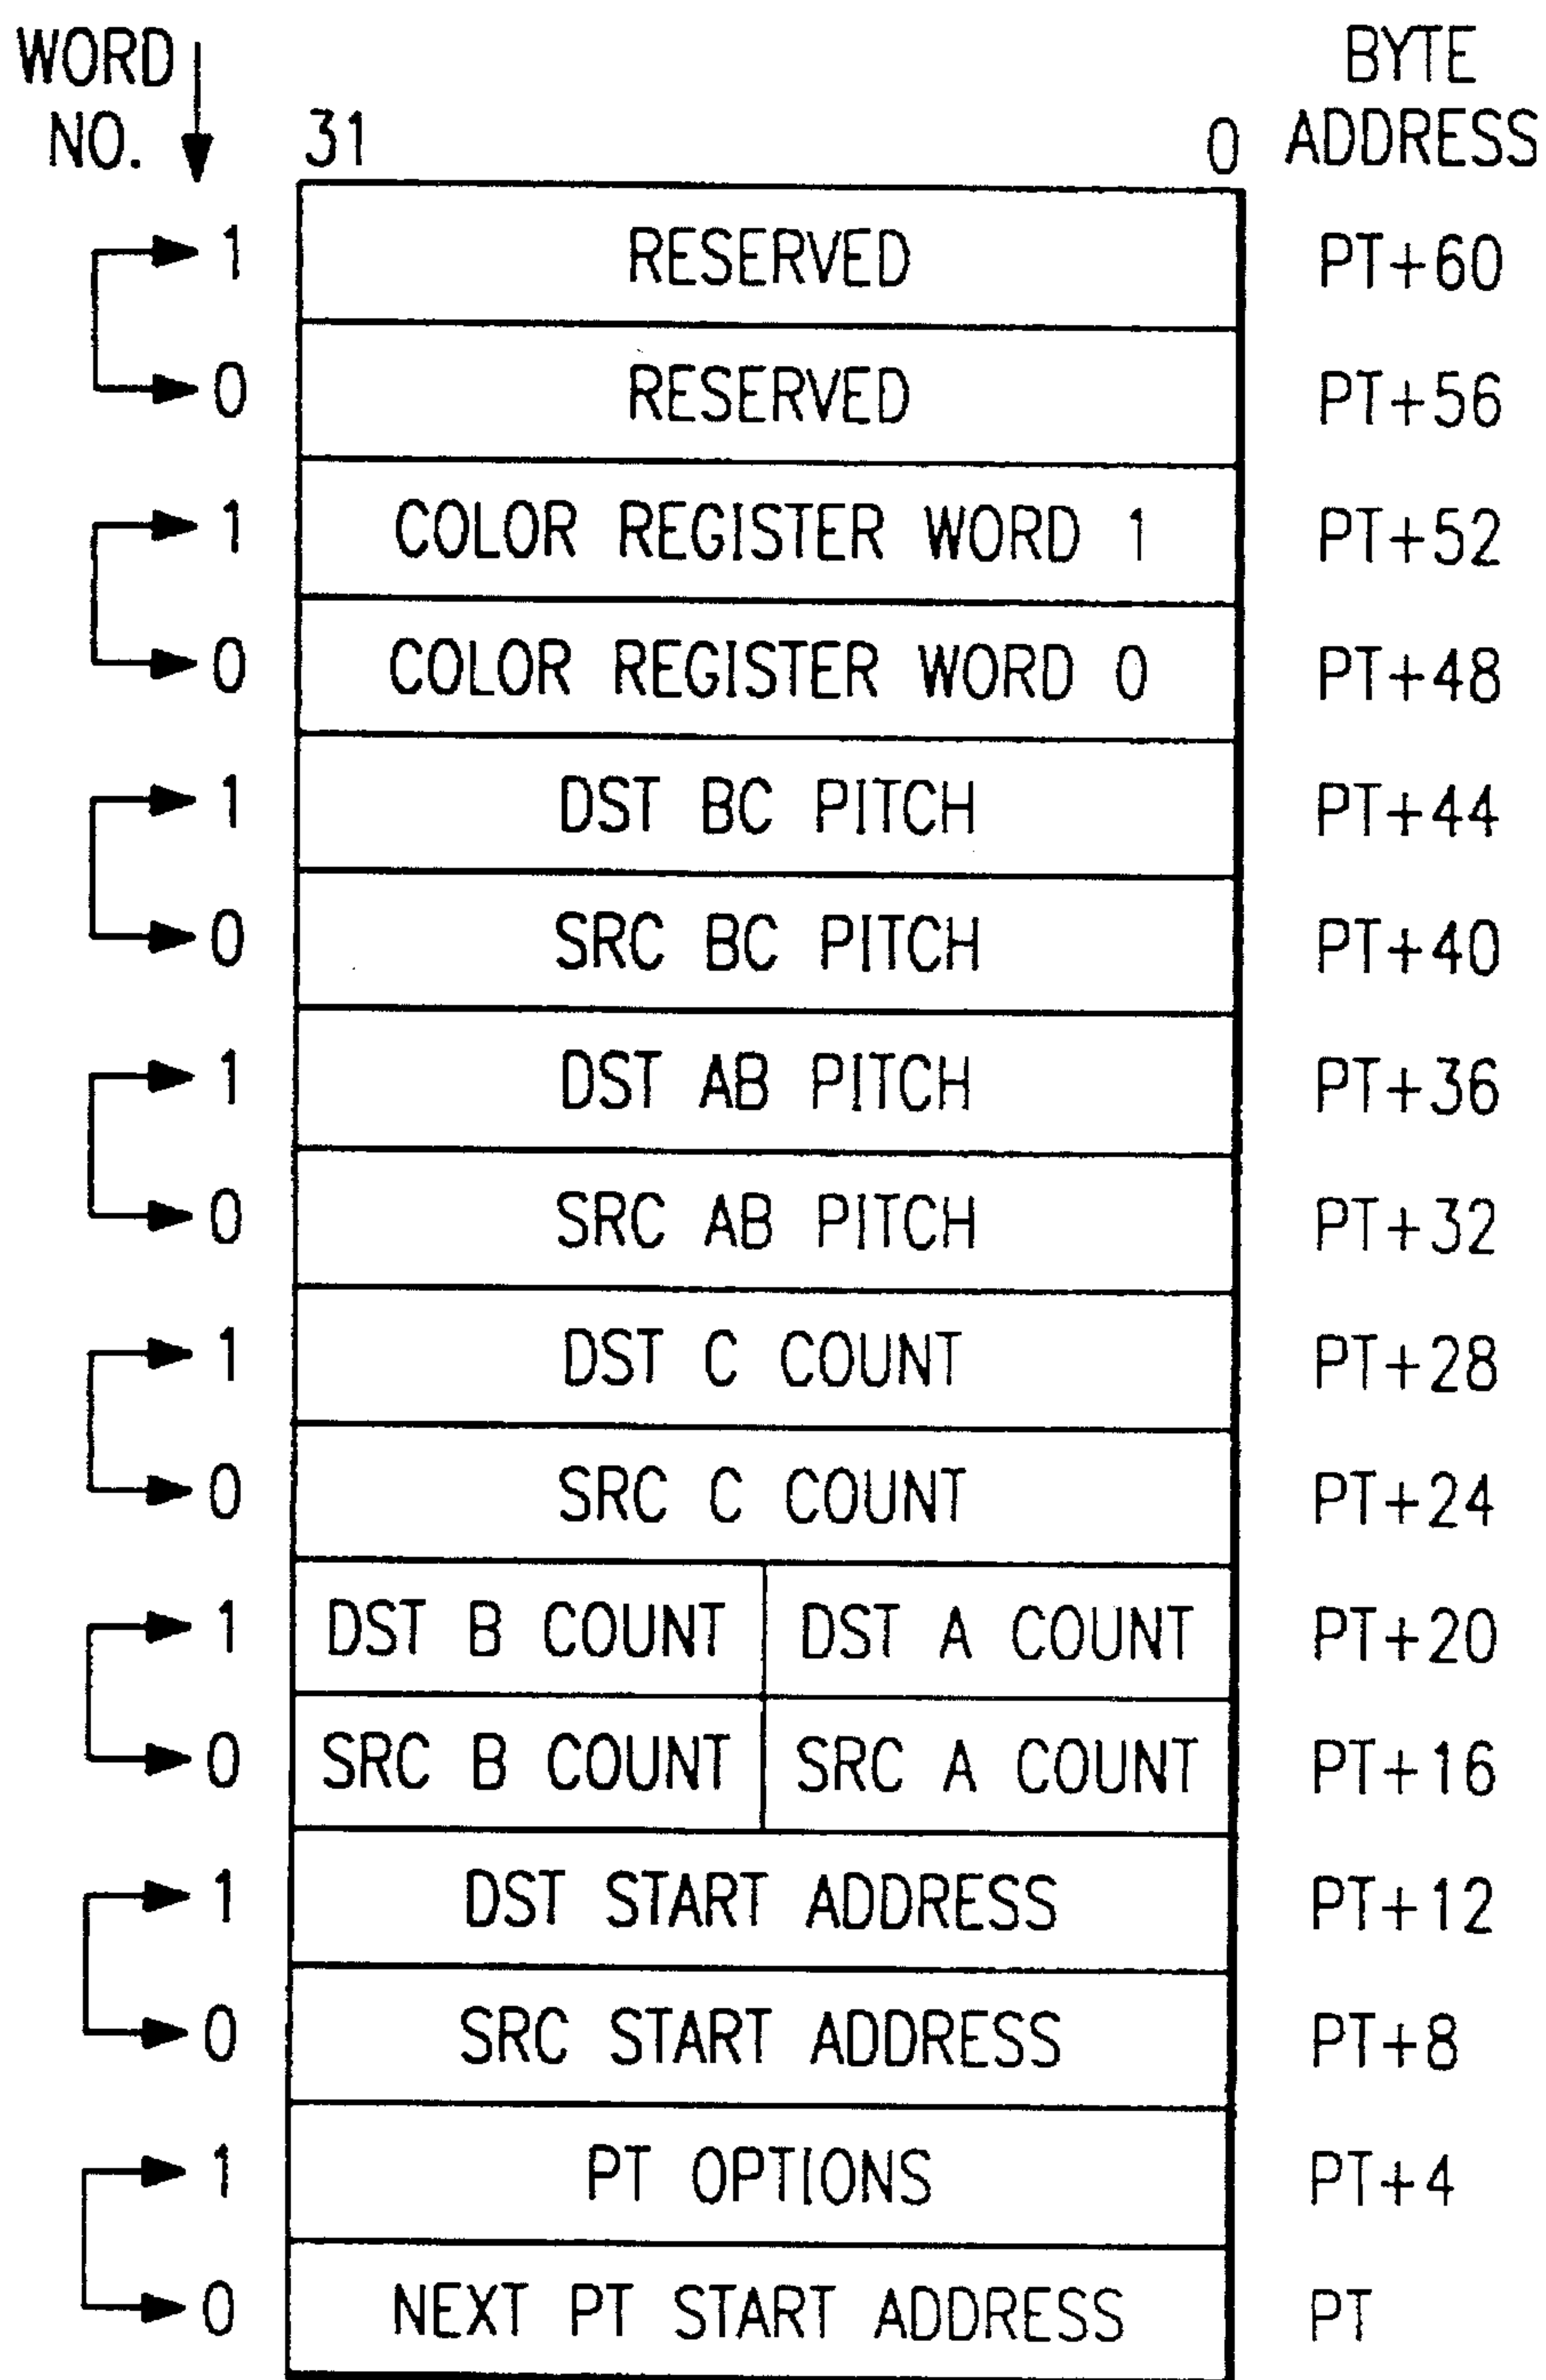 WORD
NO.
31
0
BYTE
ADDRESS
1 RESERVED PT+60
0 RESERVED PT+56
1 COLOR REGISTER WORD 1 PT+52
0 COLOR REGISTER WORD 0 PT+48
1 DST BC PITCH PT+44
0 SRC BC PITCH PT+40
1 DST AB PITCH PT+36
0 SRC AB PITCH PT+32
1 DST C COUNT PT+28
0 SRC C COUNT PT+24
1 DST B COUNT DST A COUNT PT+20
0 SRC B COUNT SRC A COUNT PT+16
1 DST START ADDRESS PT+12
0 SRC START ADDRESS PT+8
1 PT OPTIONS PT+4
0 NEXT PT START ADDRESS PT